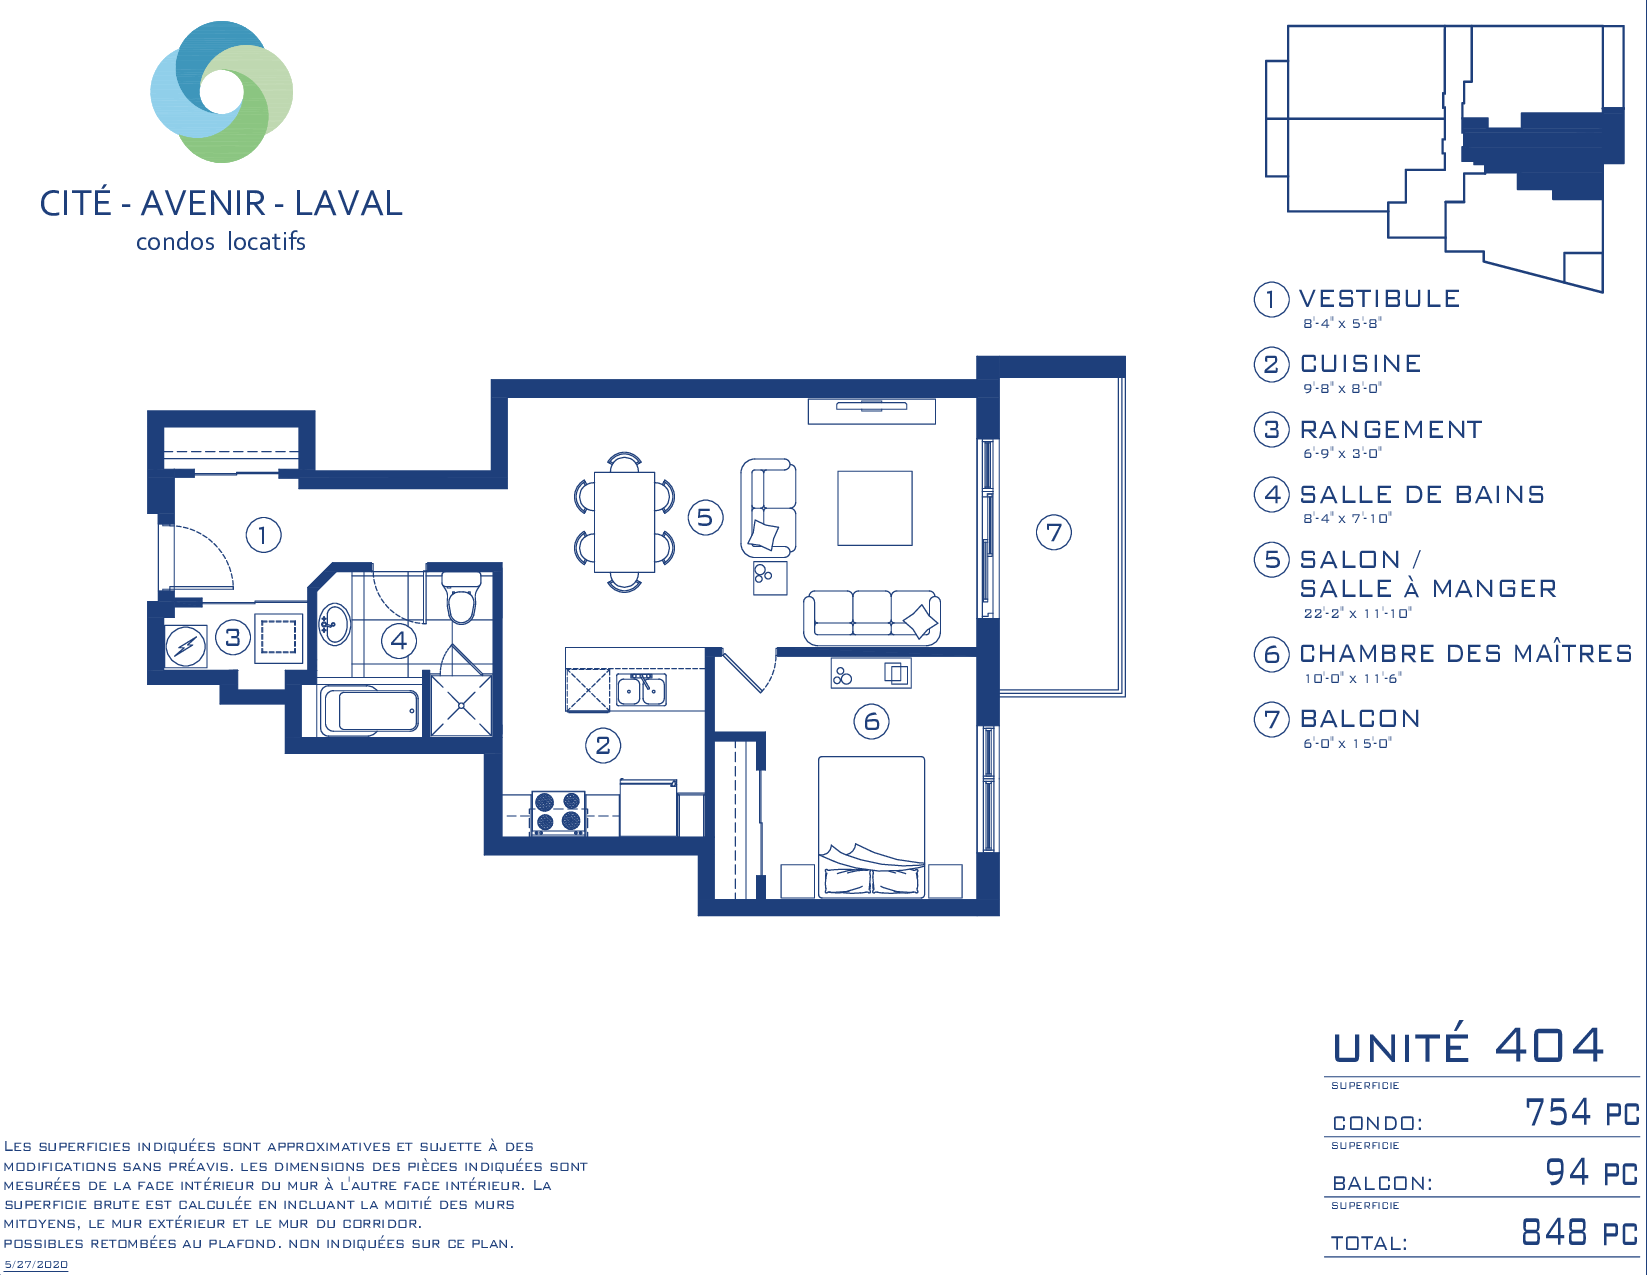 CITÉ - AVENIR - LAVAL
condos locatifs
1 VESTIBULE
8'-4" x 5'-8"
2 CUISINE
9'-8" x 8'-0"
3 RANGEMENT
6'-9" x 3'-0"
4 SALLE DE BAINS
8'-4" x 7'-10"
5 SALON /
SALLE À MANGER
22'-2" x 11'-10"
6 CHAMBRE DES MAÎTRES
10'-0" x 11'-6"
7 BALCON
6'-0" x 15'-0"
1
2
3
4
5
6
7
UNITÉ 404
SUPERFICIE
CONDO: 754 PC
SUPERFICIE
BALCON: 94 PC
SUPERFICIE
TOTAL: 848 PC
LES SUPERFICIES INDIQUÉES SONT APPROXIMATIVES ET SUJETTE À DES
MODIFICATIONS SANS PRÉAVIS. LES DIMENSIONS DES PIÈCES INDIQUÉES SONT
MESURÉES DE LA FACE INTÉRIEUR DU MUR À L'AUTRE FACE INTÉRIEUR. LA
SUPERFICIE BRUTE EST CALCULÉE EN INCLUANT LA MOITIÉ DES MURS
MITOYENS, LE MUR EXTÉRIEUR ET LE MUR DU CORRIDOR.
POSSIBLES RETOMBÉES AU PLAFOND. NON INDIQUÉES SUR CE PLAN.
5/27/2020